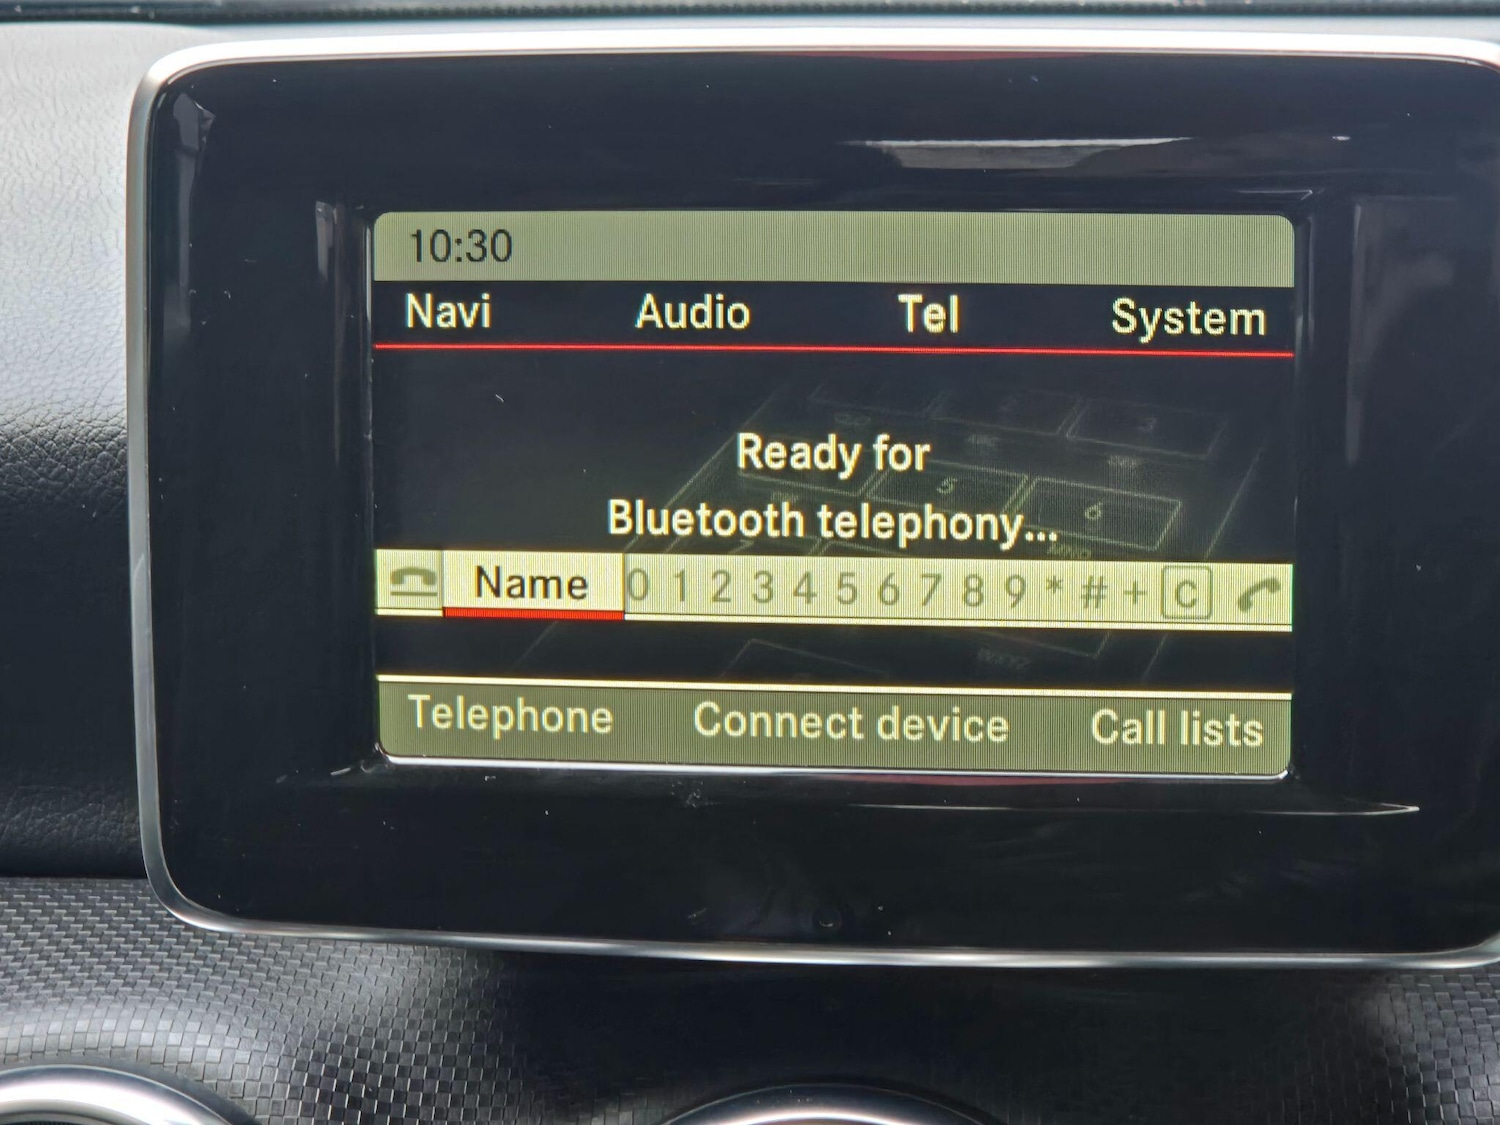 10:30
Navi Audio Tel System
Ready for
Bluetooth telephony...
Name 0 1 2 3 4 5 6 7 8 9 * # + C
Telephone Connect device Call lists